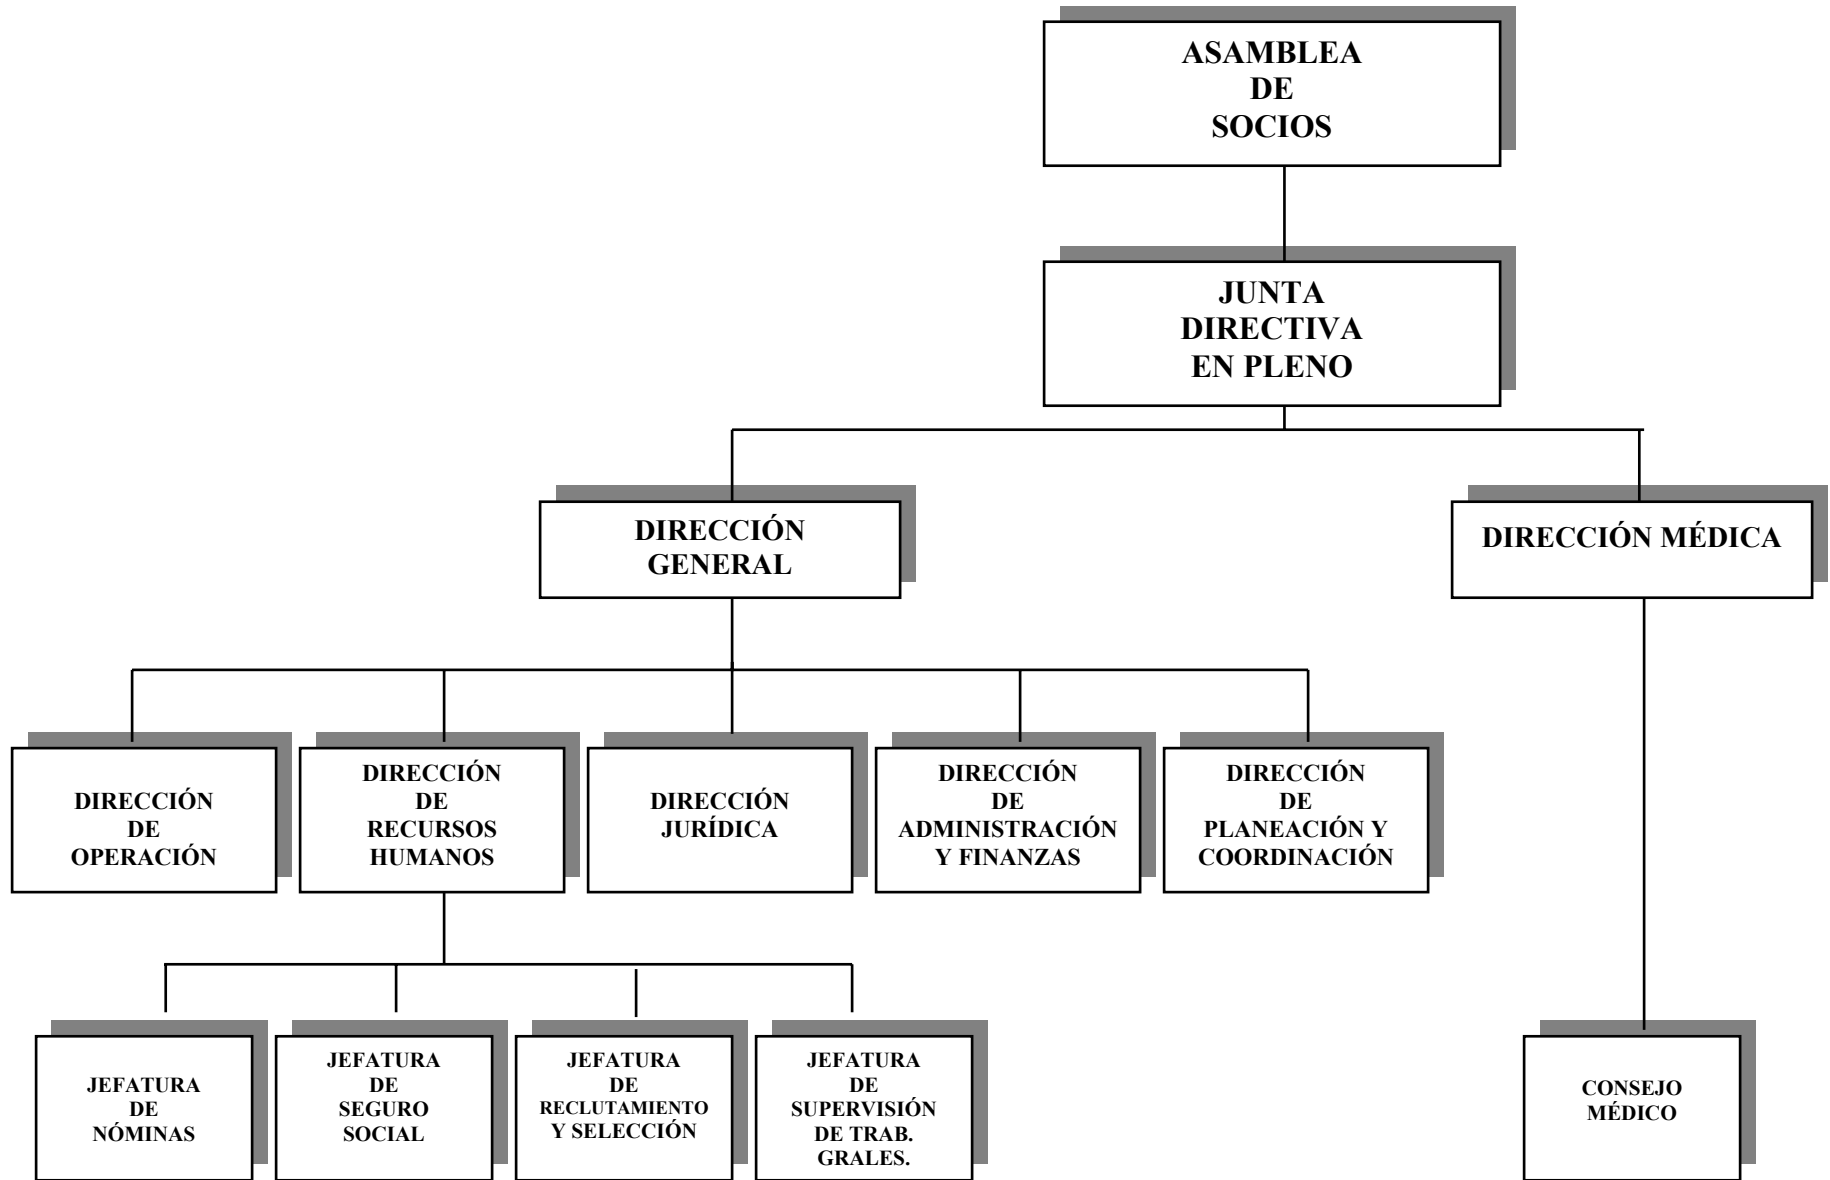 ASAMBLEA
DE
SOCIOS
JUNTA
DIRECTIVA
EN PLENO
DIRECCIÓN
GENERAL
DIRECCIÓN MÉDICA
DIRECCIÓN
DE
OPERACIÓN
DIRECCIÓN
DE
RECURSOS
HUMANOS
DIRECCIÓN
JURÍDICA
DIRECCIÓN
DE
ADMINISTRACIÓN
Y FINANZAS
DIRECCIÓN
DE
PLANEACIÓN Y
COORDINACIÓN
JEFATURA
DE
NÓMINAS
JEFATURA
DE
SEGURO
SOCIAL
JEFATURA
DE
RECLUTAMIENTO
Y SELECCIÓN
JEFATURA
DE
SUPERVISIÓN
DE TRAB.
GRALES.
CONSEJO
MÉDICO